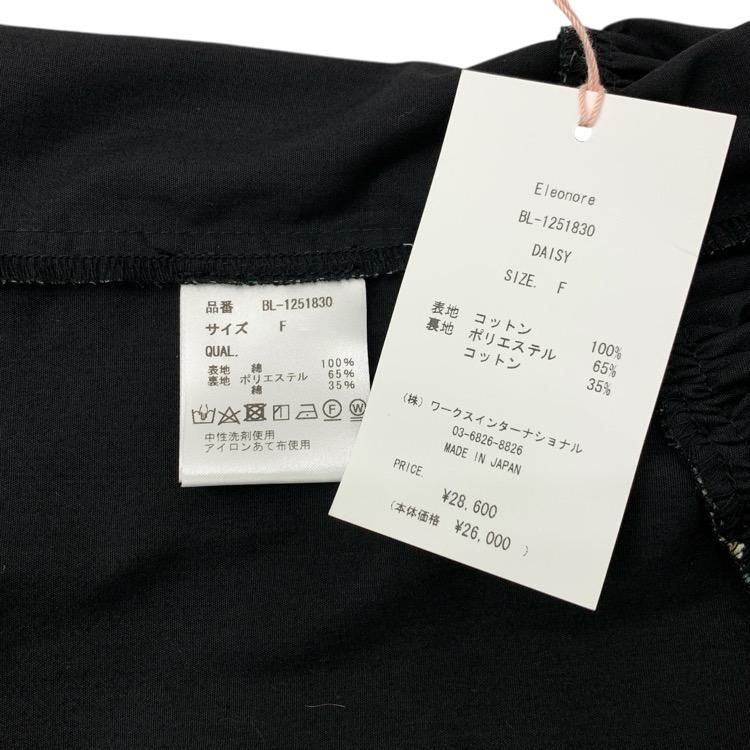 品番 BL-1251830
サイズ F
QUAL.
表地 綿 100%
裏地 ポリエステル 65%
綿 35%
F W
中性洗剤使用
アイロンあて布使用
Eleonore
BL-1251830
DAISY
SIZE. F
表地 コットン 100%
裏地 ポリエステル 65%
コットン 35%
(株) ワークスインターナショナル
03-6826-8826
MADE IN JAPAN
PRICE.
¥28,600
(本体価格 ¥26,000 )